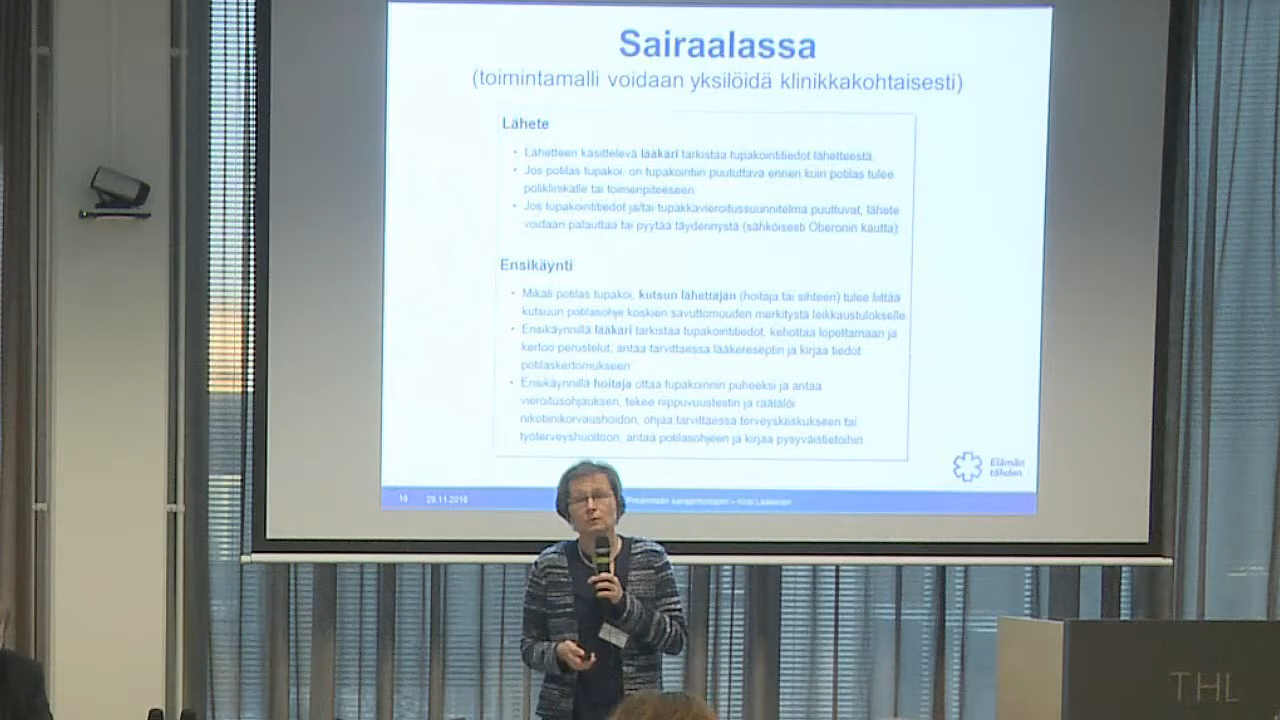 Sairaalassa
(toimintamalli voidaan yksilöidä klinikkakohtaisesti)
Lähete
• Lähetteen käsittelevä lääkäri tarkistaa tupakointitiedot lähetteestä.
• Jos potilas tupakoi, on tupakointiin puututtava ennen kuin potilas tulee
poliklinikalle tai toimenpiteeseen.
• Jos tupakointitiedot ja/tai tupakkavieroitussuunnitelma puuttuvat, lähete
voidaan palauttaa tai pyytää täydennystä (sähköisesti Oberonin kautta).
Ensikäynti
• Mikäli potilas tupakoi, kutsun lähettäjän (hoitaja tai sihteeri) tulee liittää
kutsuun potilasohje koskien savuttomuuden merkitystä leikkaustulokselle.
• Ensikäynnillä lääkäri tarkistaa tupakointitiedot, kehottaa lopettamaan ja
kertoo perustelut, antaa tarvittaessa lääkereseptin ja kirjaa tiedot
potilaskertomukseen.
• Ensikäynnillä hoitaja ottaa tupakoinnin puheeksi ja antaa
vieroitusohjauksen, tekee riippuvuustestin ja räätälöi
nikotiinikorvaushoidon, ohjaa tarvittaessa terveyskeskukseen tai
työterveyshuoltoon, antaa potilasohjeen ja kirjaa pysyväistietoihin.
Elämän
tähden
29.11.2016
THL